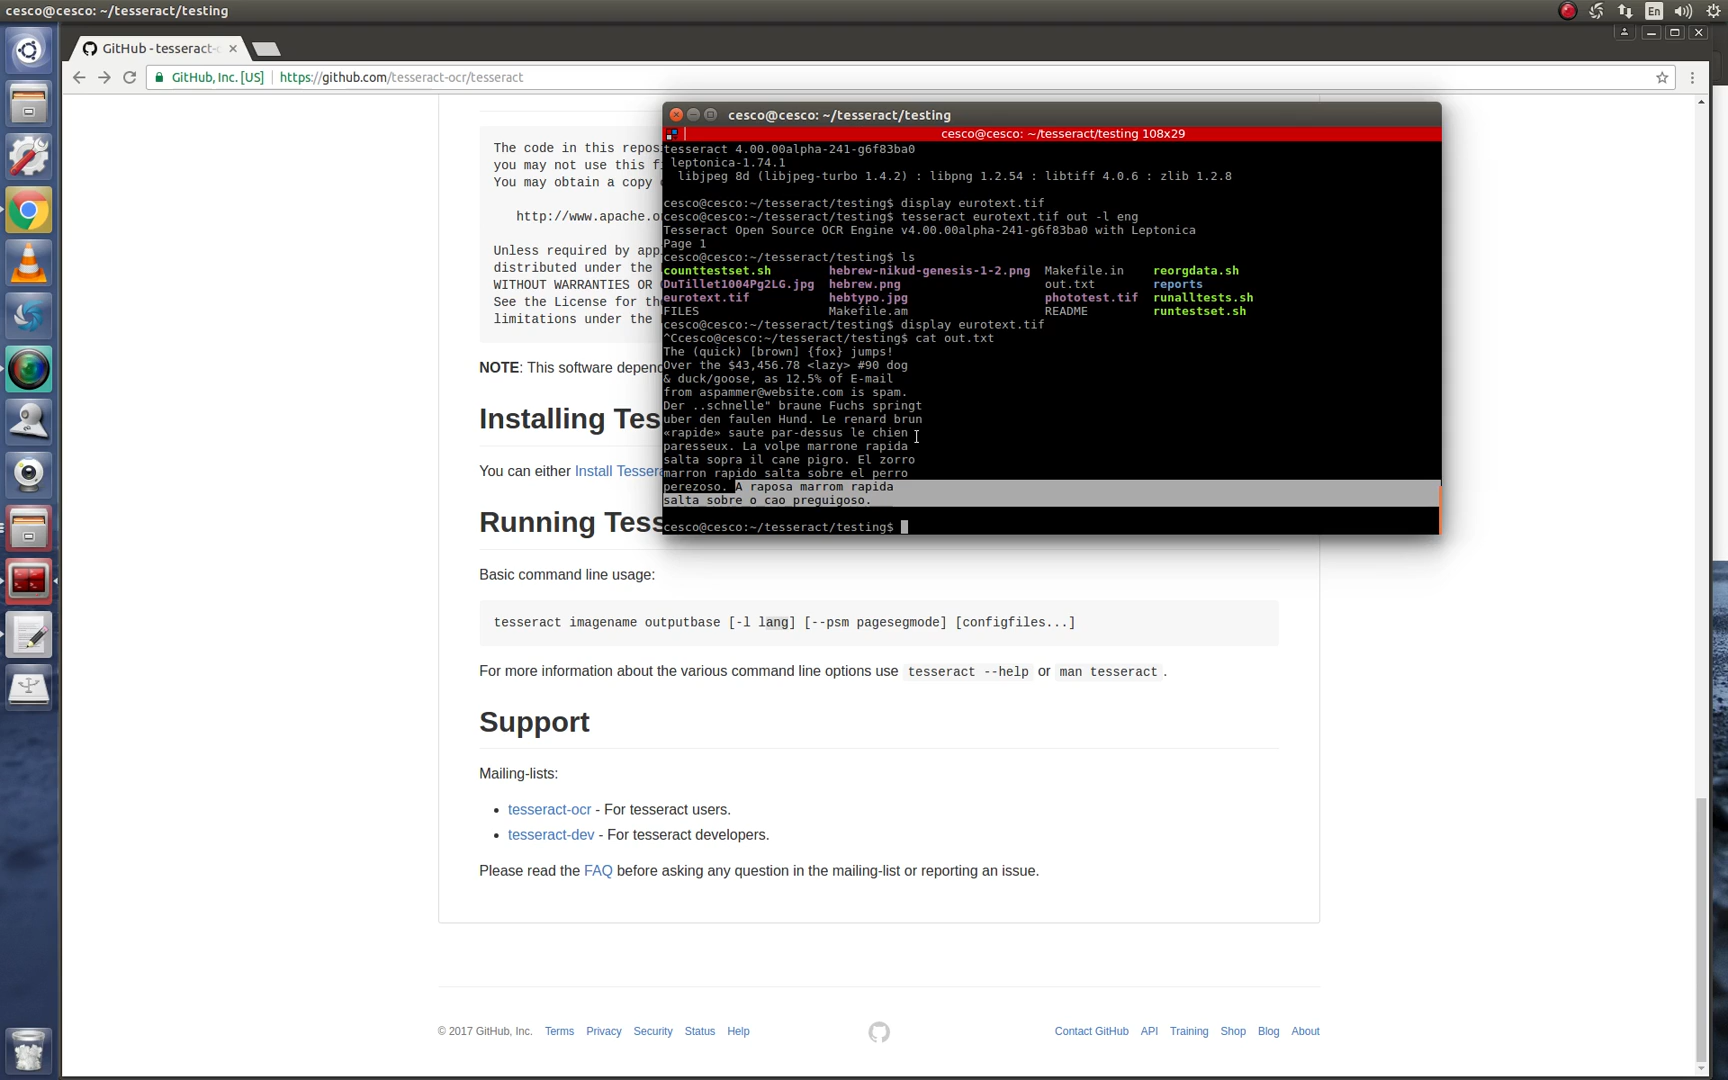 cesco@cesco: ~/tesseract/testing
En
GitHub - tesseract-
GitHub, Inc. [US]
https://github.com/tesseract-ocr/tesseract
The code in this repos
you may not use this f
You may obtain a copy
http://www.apache.o
Unless required by app
distributed under the
WITHOUT WARRANTIES OR
See the License for th
limitations under the
NOTE: This software depen
Installing Tes
You can either Install Tessera
Running Tess
Basic command line usage:
tesseract imagename outputbase [-l lang] [--psm pagesegmode] [configfiles...]
For more information about the various command line options use tesseract --help or man tesseract .
Support
Mailing-lists:
tesseract-ocr - For tesseract users.
tesseract-dev - For tesseract developers.
Please read the FAQ before asking any question in the mailing-list or reporting an issue.
© 2017 GitHub, Inc. Terms Privacy Security Status Help
Contact GitHub API Training Shop Blog About
cesco@cesco: ~/tesseract/testing
cesco@cesco: ~/tesseract/testing 108x29
tesseract 4.00.00alpha-241-g6f83ba0
leptonica-1.74.1
libjpeg 8d (libjpeg-turbo 1.4.2) : libpng 1.2.54 : libtiff 4.0.6 : zlib 1.2.8
cesco@cesco:~/tesseract/testing$ display eurotext.tif
cesco@cesco:~/tesseract/testing$ tesseract eurotext.tif out -l eng
Tesseract Open Source OCR Engine v4.00.00alpha-241-g6f83ba0 with Leptonica
Page 1
cesco@cesco:~/tesseract/testing$ ls
counttestset.sh hebrew-nikud-genesis-1-2.png Makefile.in reorgdata.sh
DuTillet1004Pg2LG.jpg hebrew.png out.txt reports
eurotext.tif hebtypo.jpg phototest.tif runalltests.sh
FILES Makefile.am README runtestset.sh
cesco@cesco:~/tesseract/testing$ display eurotext.tif
^Ccesco@cesco:~/tesseract/testing$ cat out.txt
The (quick) [brown] {fox} jumps!
Over the $43,456.78 <lazy> #90 dog
& duck/goose, as 12.5% of E-mail
from aspammer@website.com is spam.
Der ..schnelle" braune Fuchs springt
uber den faulen Hund. Le renard brun
«rapide» saute par-dessus le chien
paresseux. La volpe marrone rapida
salta sopra il cane pigro. El zorro
marron rapido salta sobre el perro
perezoso. A raposa marrom rapida
salta sobre o cao preguigoso.
cesco@cesco:~/tesseract/testing$